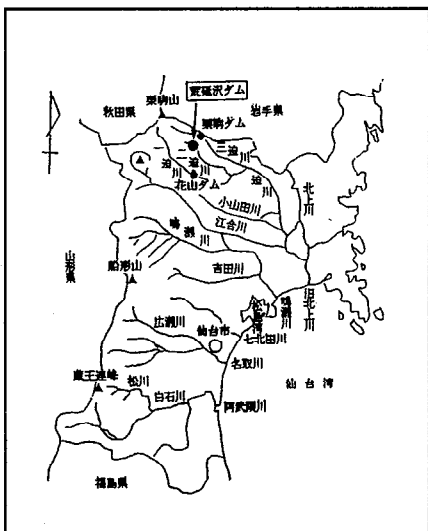 荒砥沢ダム
栗駒山
秋田県
岩手県
栗駒ダム
三迫川
二迫川
迫川
花山ダム
北上川
小山田川
江合川
鳴瀬川
山形県
船形山
吉田川
松島湾
鳴瀬川
旧北上川
広瀬川
仙台市
七北田川
名取川
仙台湾
蔵王連峰
松川
白石川
阿武隈川
福島県